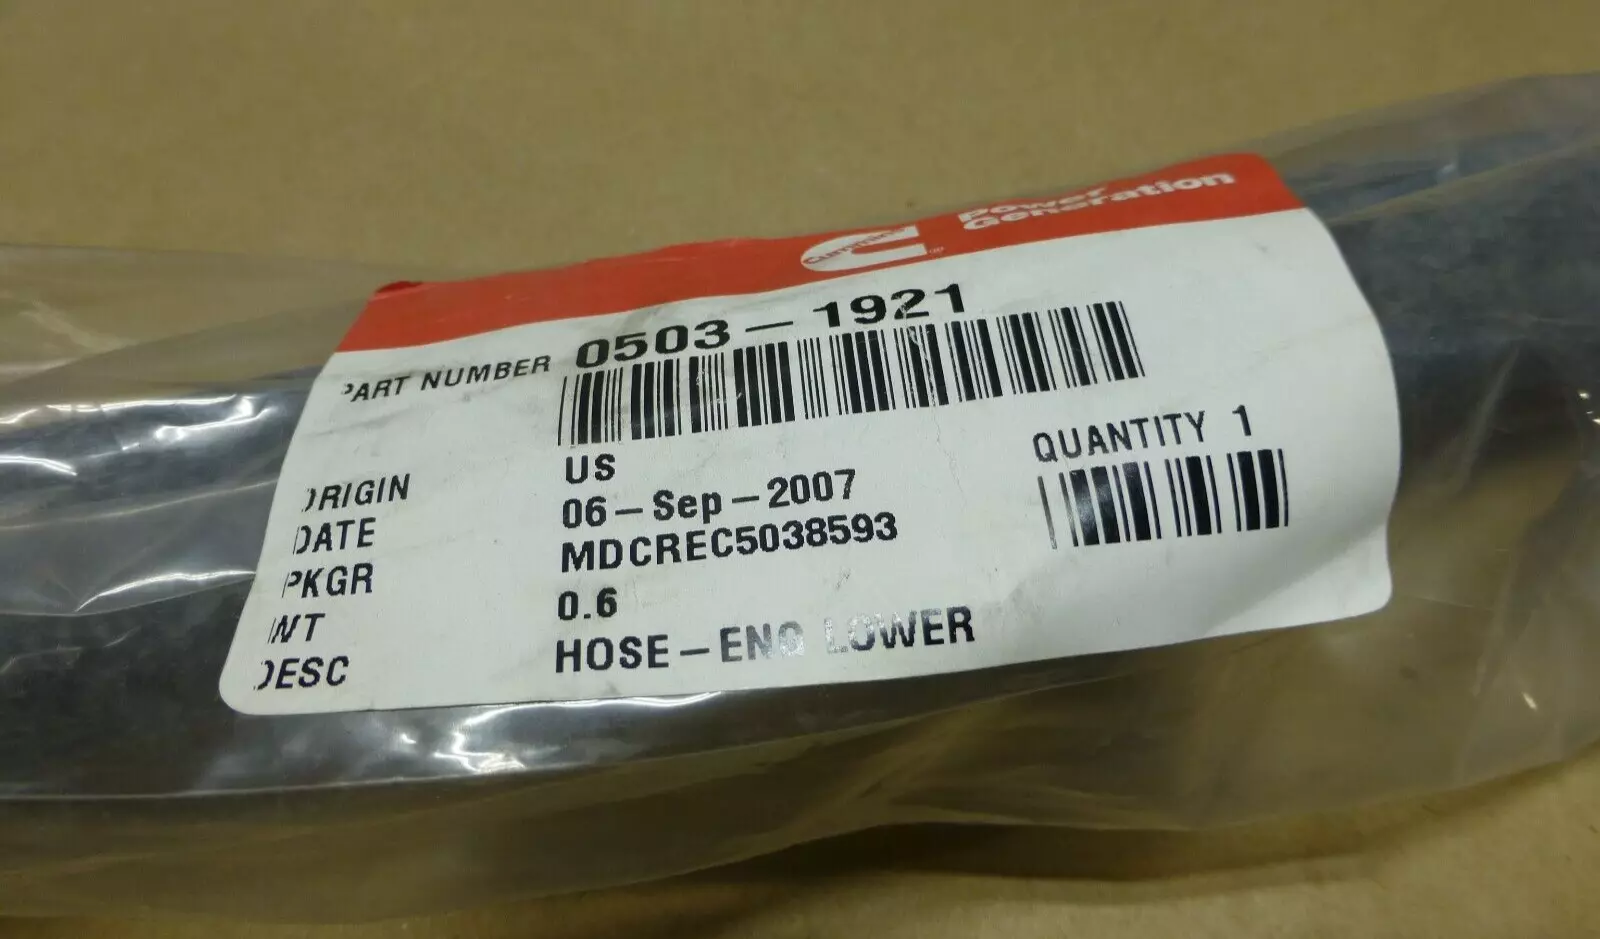 Cummins
Power
Generation
PART NUMBER 0503-1921
QUANTITY 1
ORIGIN US
DATE 06-Sep-2007
PKGR MDCREC5038593
WT 0.6
DESC HOSE-ENG LOWER